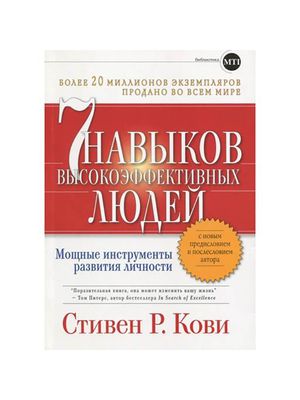 библиотека MTI
БОЛЕЕ 20 МИЛЛИОНОВ ЭКЗЕМПЛЯРОВ
ПРОДАНО ВО ВСЕМ МИРЕ
7 НАВЫКОВ
ВЫСОКОЭФФЕКТИВНЫХ
ЛЮДЕЙ
с новым
предисловием
и послесловием
автора
Мощные инструменты
развития личности
"Поразительная книга, она может изменить вашу жизнь"
– Том Питерс, автор бестселлера In Search of Excellence
Стивен Р. Кови